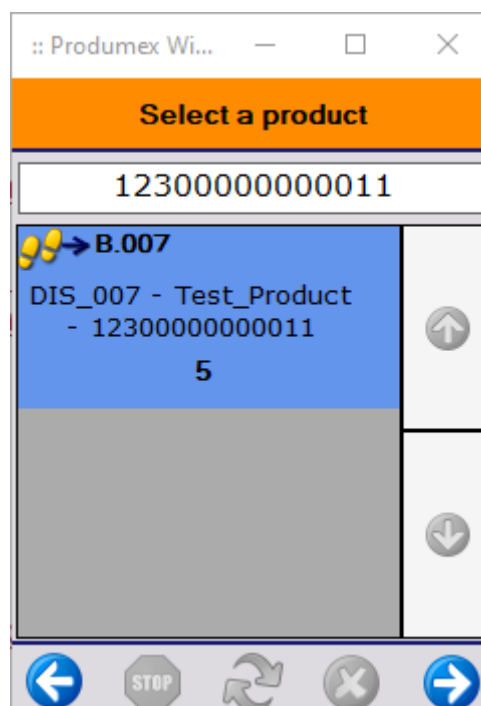 :: Produmex Wi...
Select a product
12300000000011
B.007
DIS_007 - Test_Product
- 12300000000011
5
STOP